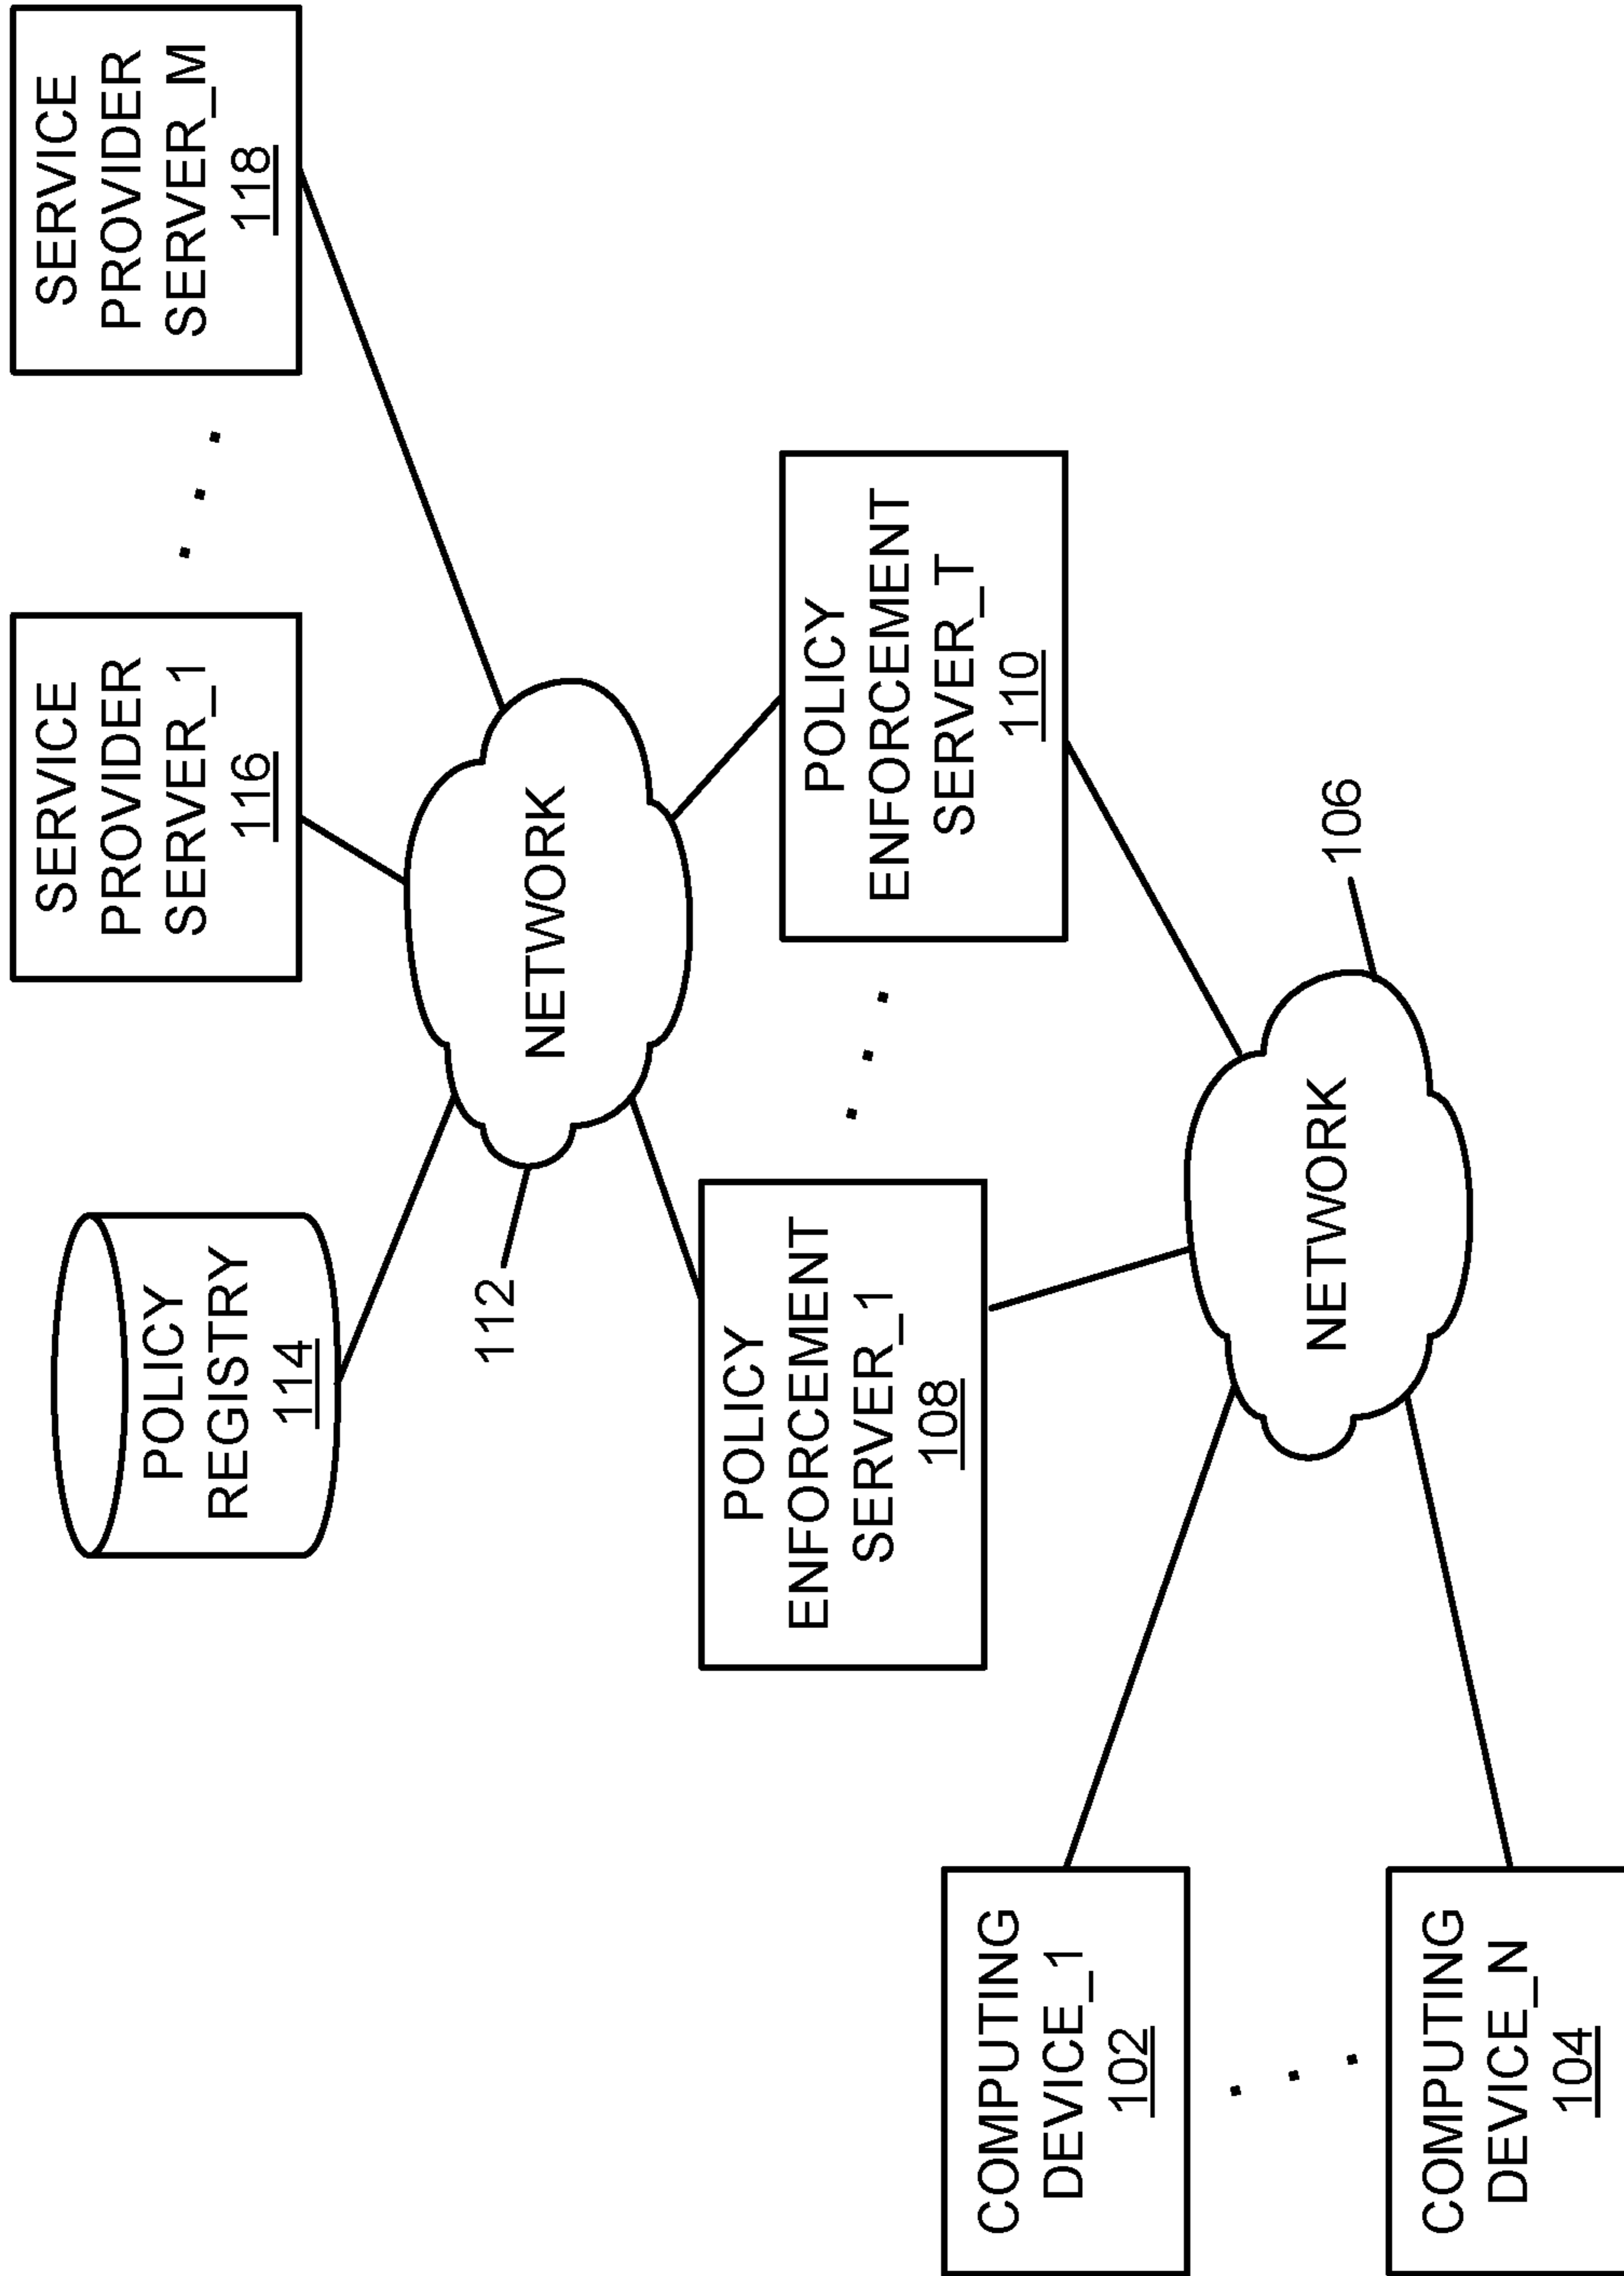 SERVICE
PROVIDER
SERVER_M
118
SERVICE
PROVIDER
SERVER_1
116
POLICY
REGISTRY
114
NETWORK
112
POLICY
ENFORCEMENT
SERVER_T
110
POLICY
ENFORCEMENT
SERVER_1
108
NETWORK
106
COMPUTING
DEVICE_1
102
COMPUTING
DEVICE_N
104